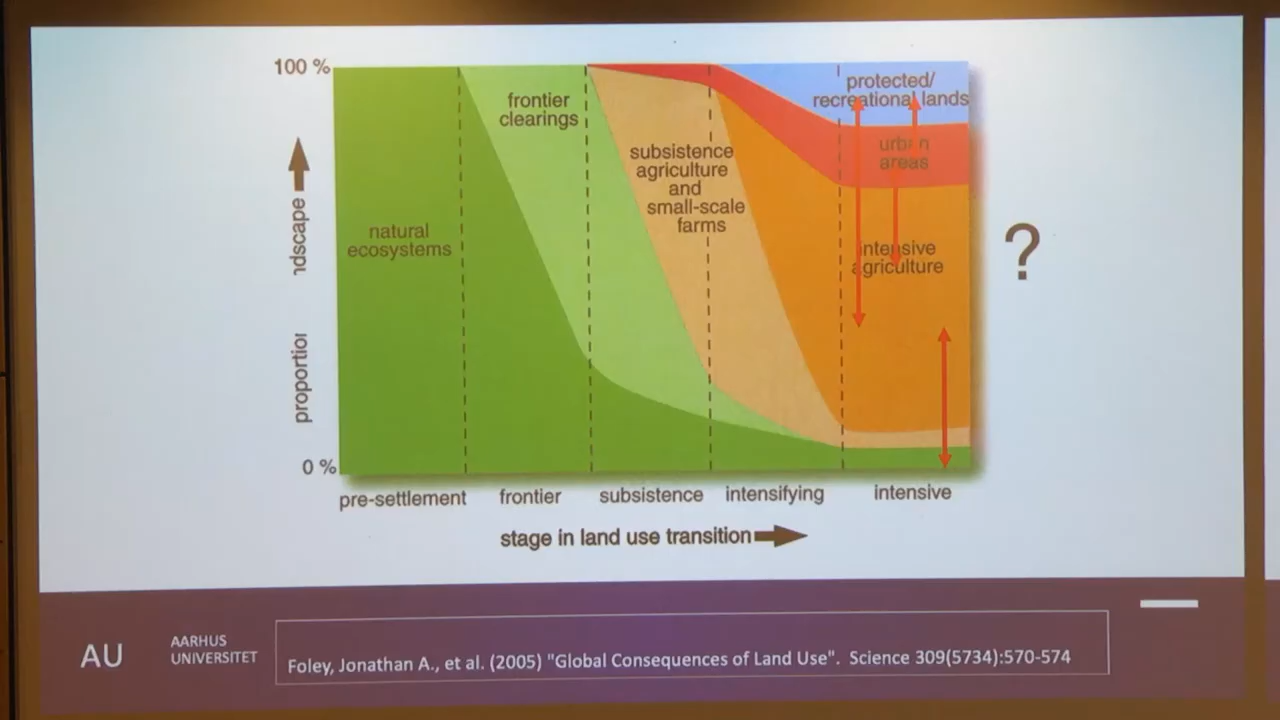 100 %
frontier
clearings
protected/
recreational lands
urban
areas
subsistence
agriculture
and
small-scale
farms
natural
ecosystems
intensive
agriculture
?
0 %
pre-settlement
frontier
subsistence
intensifying
intensive
stage in land use transition
AU
AARHUS
UNIVERSITET
Foley, Jonathan A., et al. (2005) "Global Consequences of Land Use". Science 309(5734):570-574